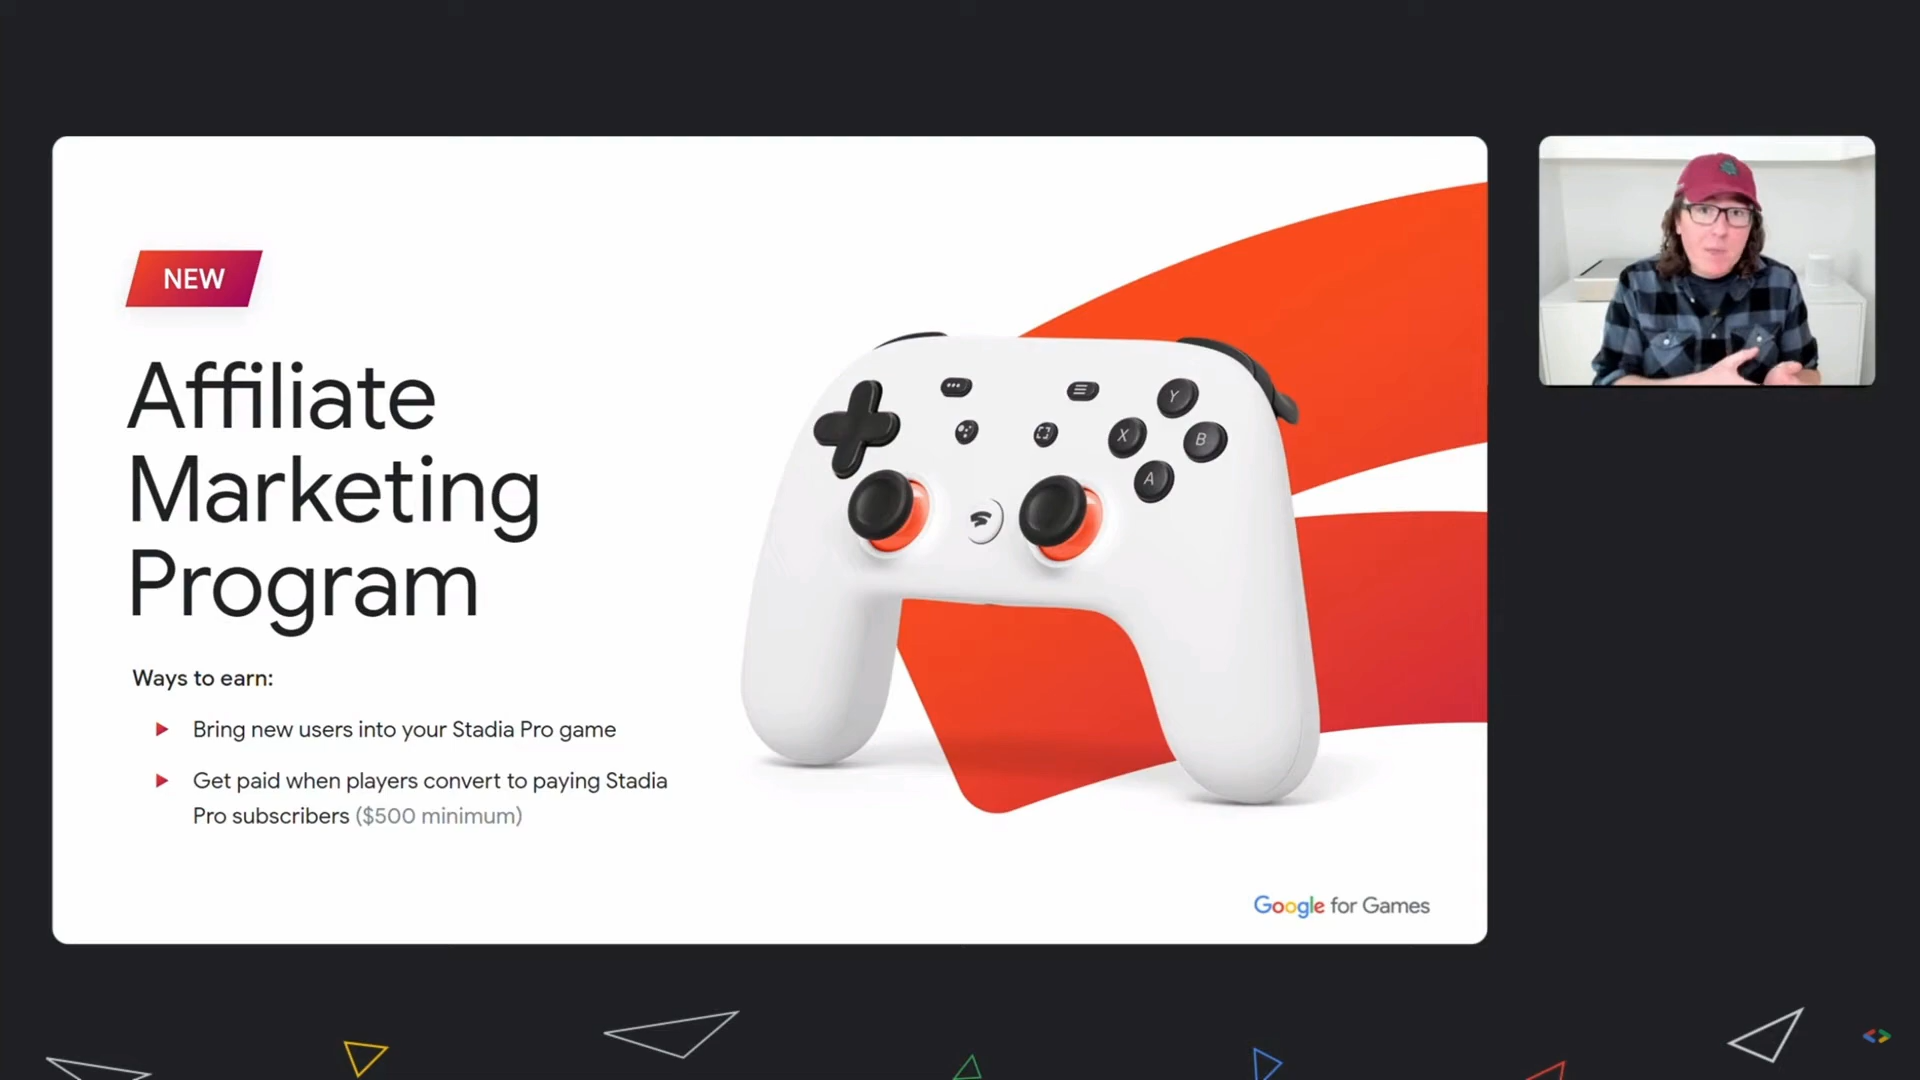 NEW
Affiliate
Marketing
Program
Ways to earn:
Bring new users into your Stadia Pro game
Get paid when players convert to paying Stadia
Pro subscribers ($500 minimum)
Y
X
B
A
Google for Games